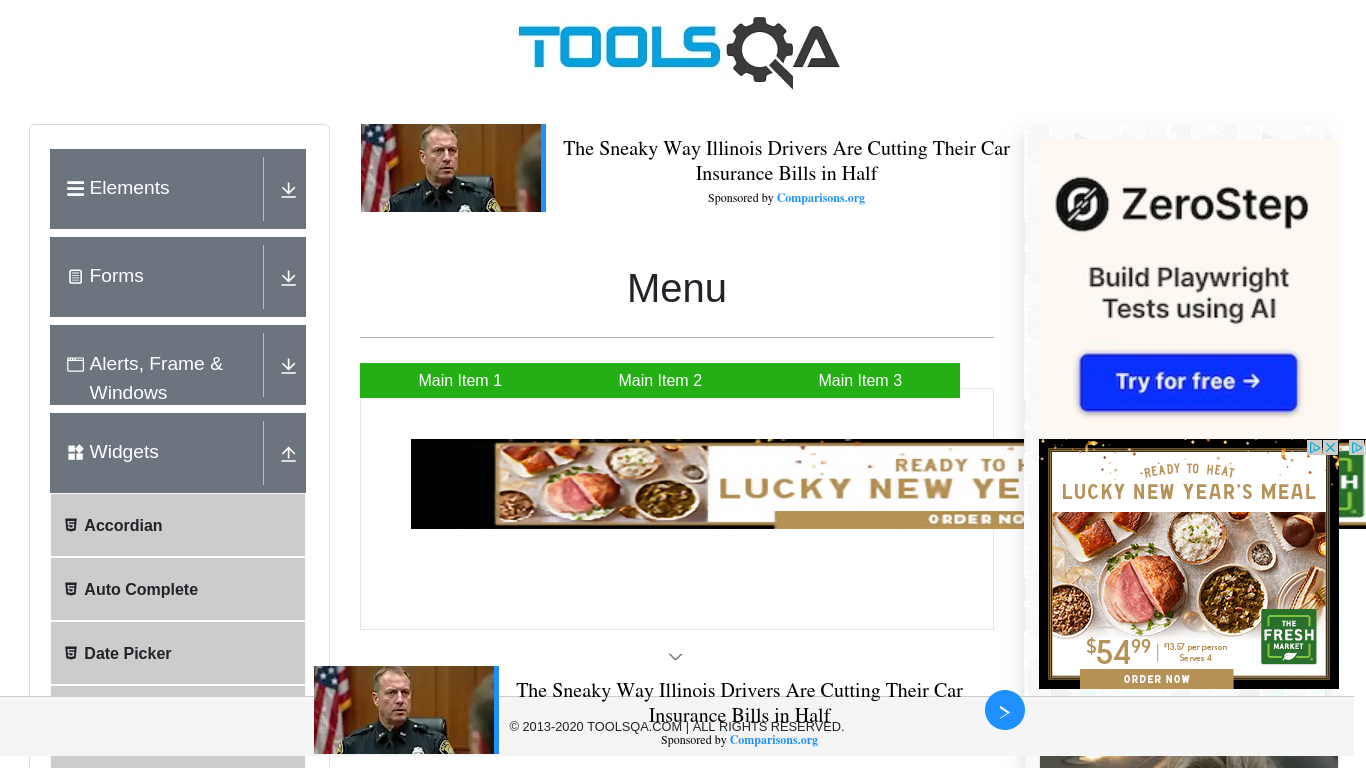 TOOLSQA
Elements
Forms
Alerts, Frame &
Windows
Widgets
Accordian
Auto Complete
Date Picker
The Sneaky Way Illinois Drivers Are Cutting Their Car
Insurance Bills in Half
Sponsored by Comparisons.org
Menu
Main Item 1
Main Item 2
Main Item 3
READY TO H
LUCKY NEW YE
ORDER NO
ZeroStep
Build Playwright
Tests using AI
Try for free →
READY TO HEAT
LUCKY NEW YEAR'S MEAL
$54.99
$13.57 per person
Serves 4
THE
FRESH
MARKET
ORDER NOW
The Sneaky Way Illinois Drivers Are Cutting Their Car
Insurance Bills in Half
Sponsored by Comparisons.org
© 2013-2020 TOOLSQA.COM | ALL RIGHTS RESERVED.